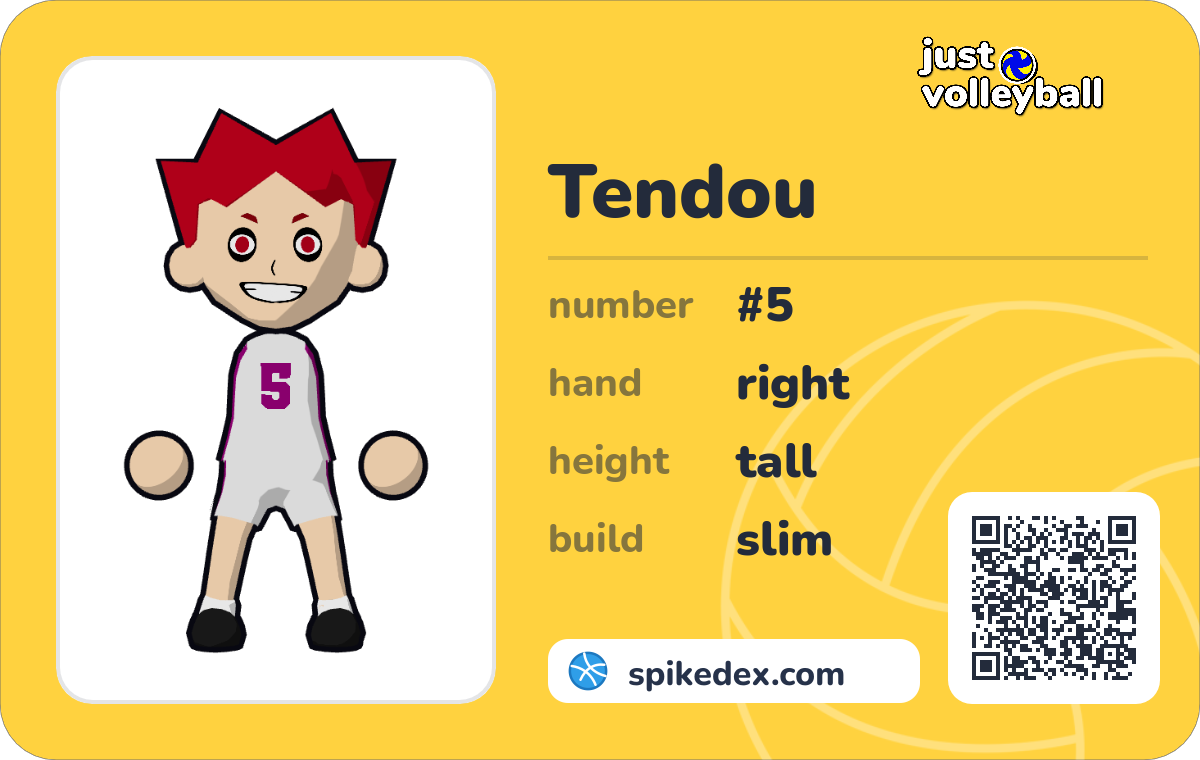 just
volleyball
Tendou
number #5
hand right
height tall
build slim
5
spikedex.com